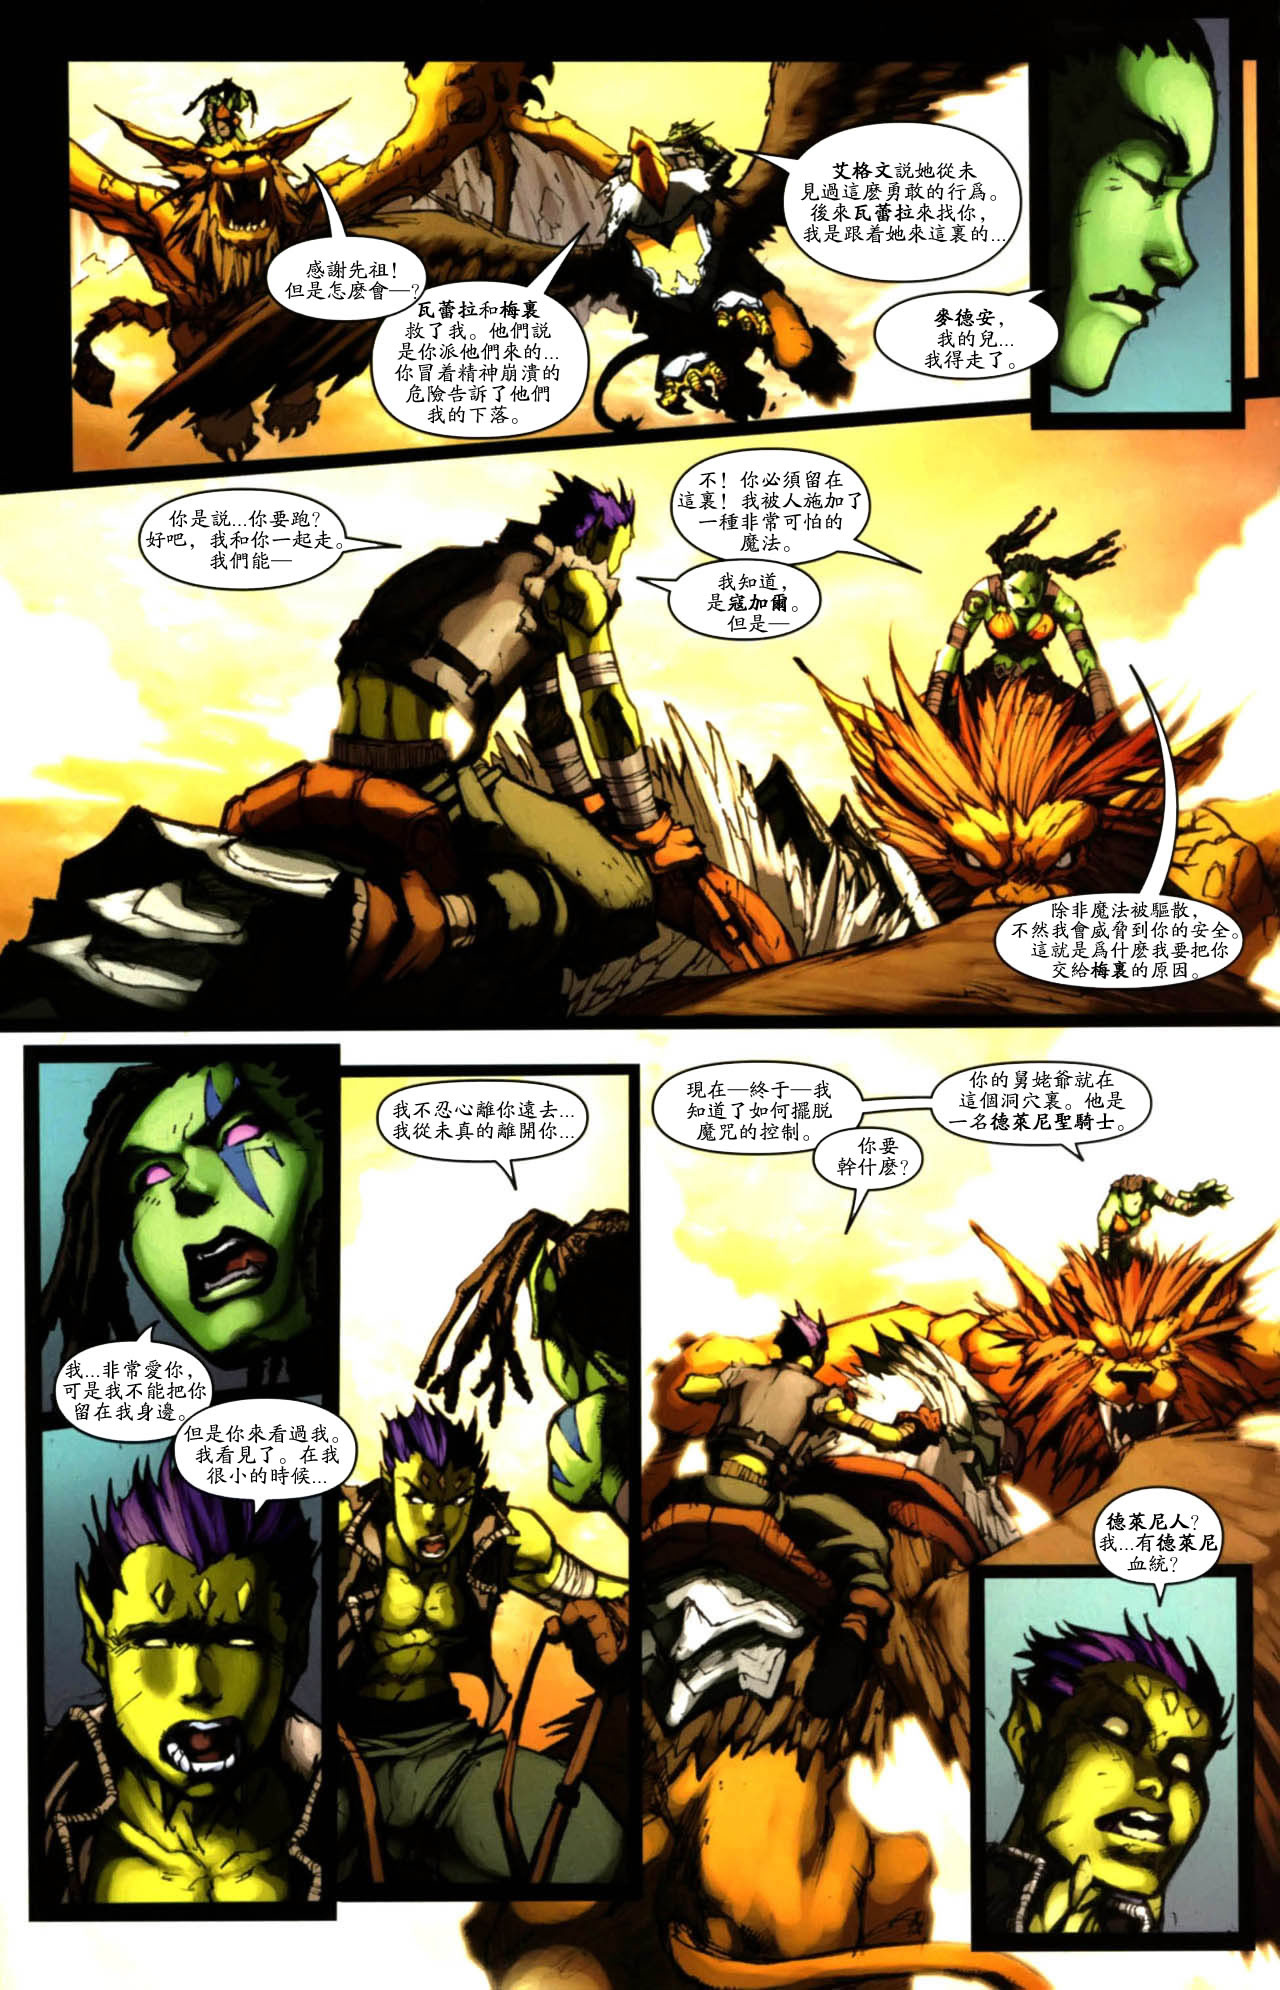 感謝先祖！
但是怎麽會—？
瓦蕾拉和梅裏
救了我。他們説
是你派他們來的...
你冒着精神崩潰的
危險告訴了他們
我的下落。
艾格文説她從未
見過這麽勇敢的行爲。
後來瓦蕾拉來找你，
我是跟着她來這裏的...
麥德安，
我的兒...
我得走了。
你是説...你要跑？
好吧，我和你一起走。
我們能—
不！你必須留在
這裏！我被人施加了
一種非常可怕的
魔法。
我知道，
是寇加爾。
但是—
除非魔法被驅散，
不然我會威脅到你的安全。
這就是爲什麽我要把你
交給梅裏的原因。
我...非常愛你，
可是我不能把你
留在我身邊。
但是你來看過我。
我看見了。在我
很小的時候...
我不忍心離你遠去...
我從未真的離開你...
現在—終于—我
知道了如何擺脱
魔咒的控制。
你要
幹什麽？
你的舅姥爺就在
這個洞穴裏。他是
一名德萊尼聖騎士。
德萊尼人？
我...有德萊尼
血統？